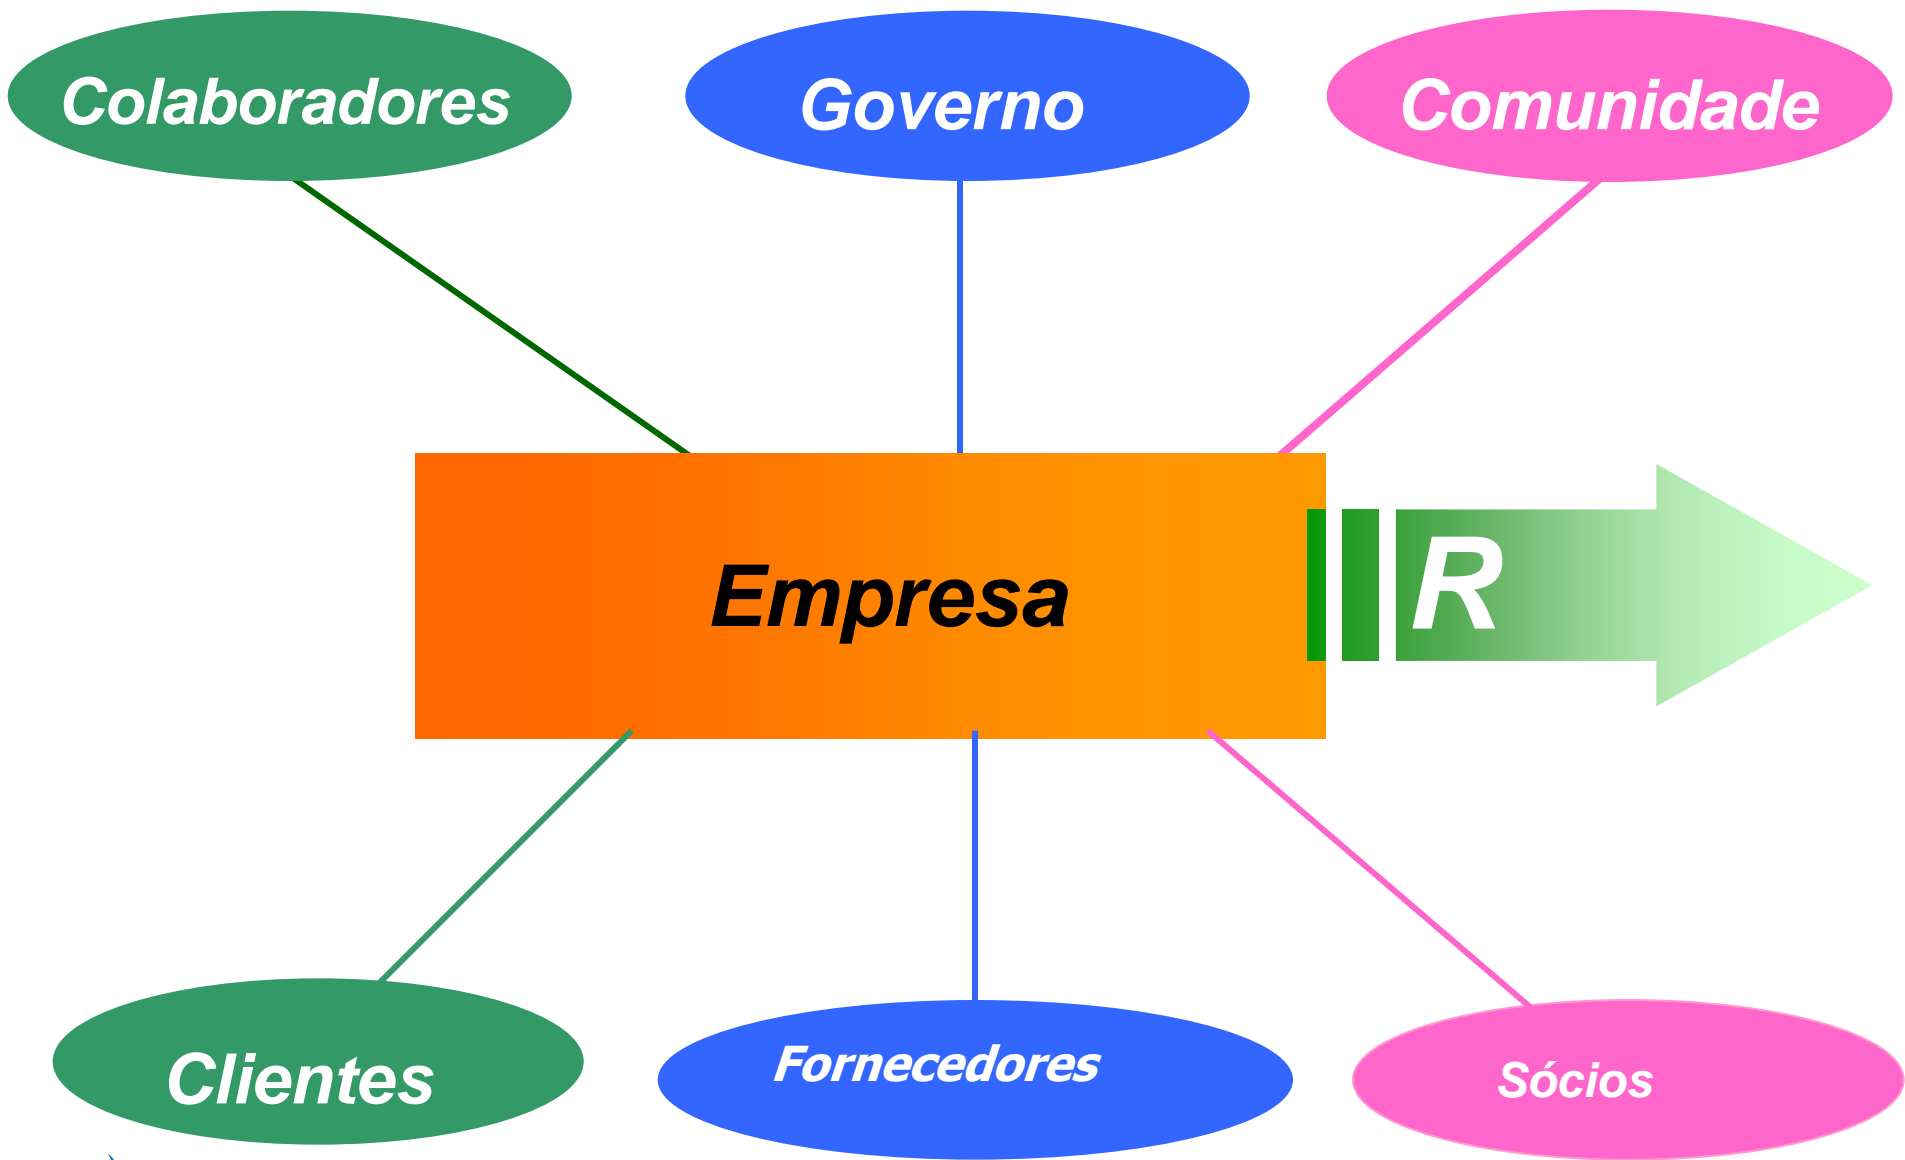 Colaboradores
Governo
Comunidade
Empresa
R
Clientes
Fornecedores
Sócios